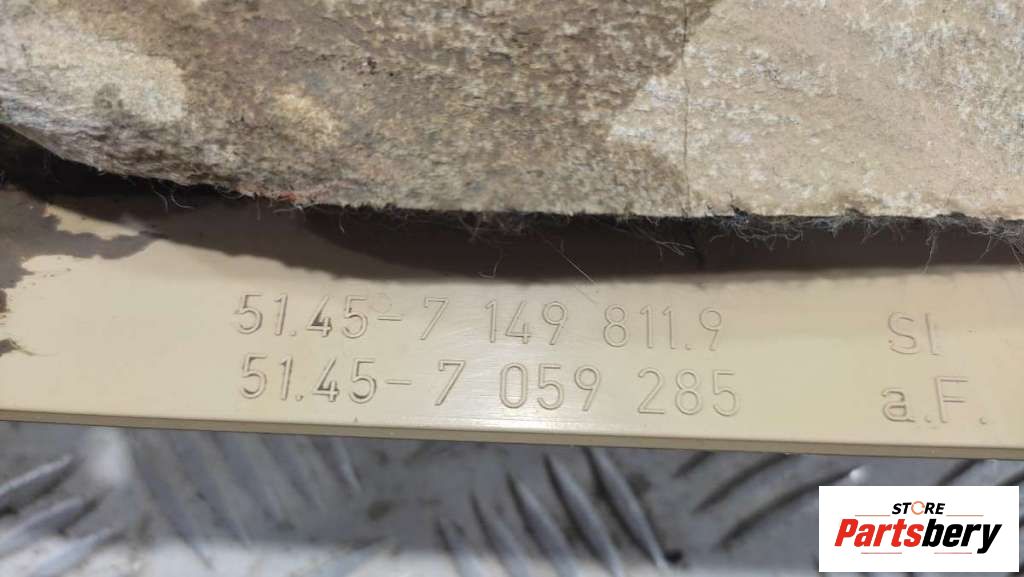 51.45-7 149 811.9 SI
51.45-7 059 285 a.F.
STORE
Partsbery